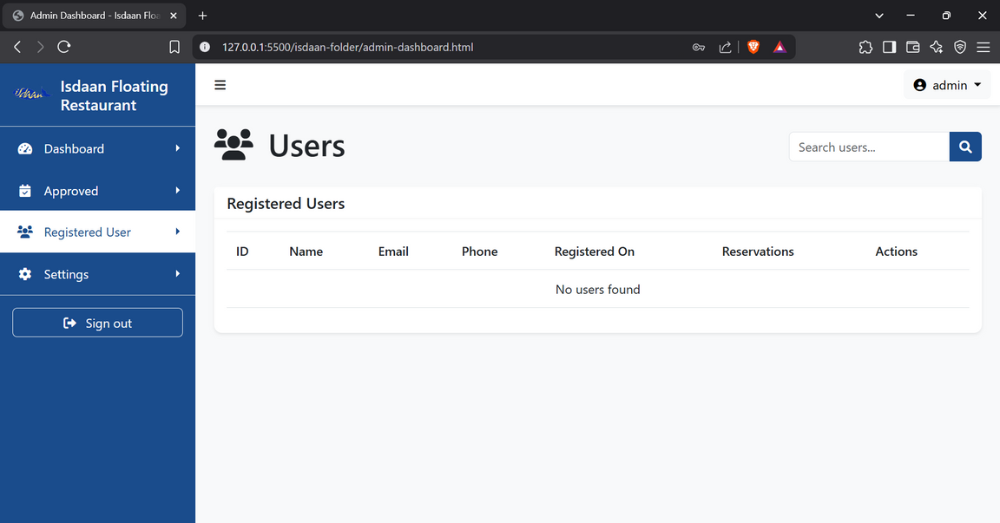 Admin Dashboard - Isdaan Floa
127.0.0.1:5500/isdaan-folder/admin-dashboard.html
isdaan
Isdaan Floating
Restaurant
admin
Dashboard
Approved
Registered User
Settings
Sign out
Users
Search users...
Registered Users
ID Name Email Phone Registered On Reservations Actions
No users found